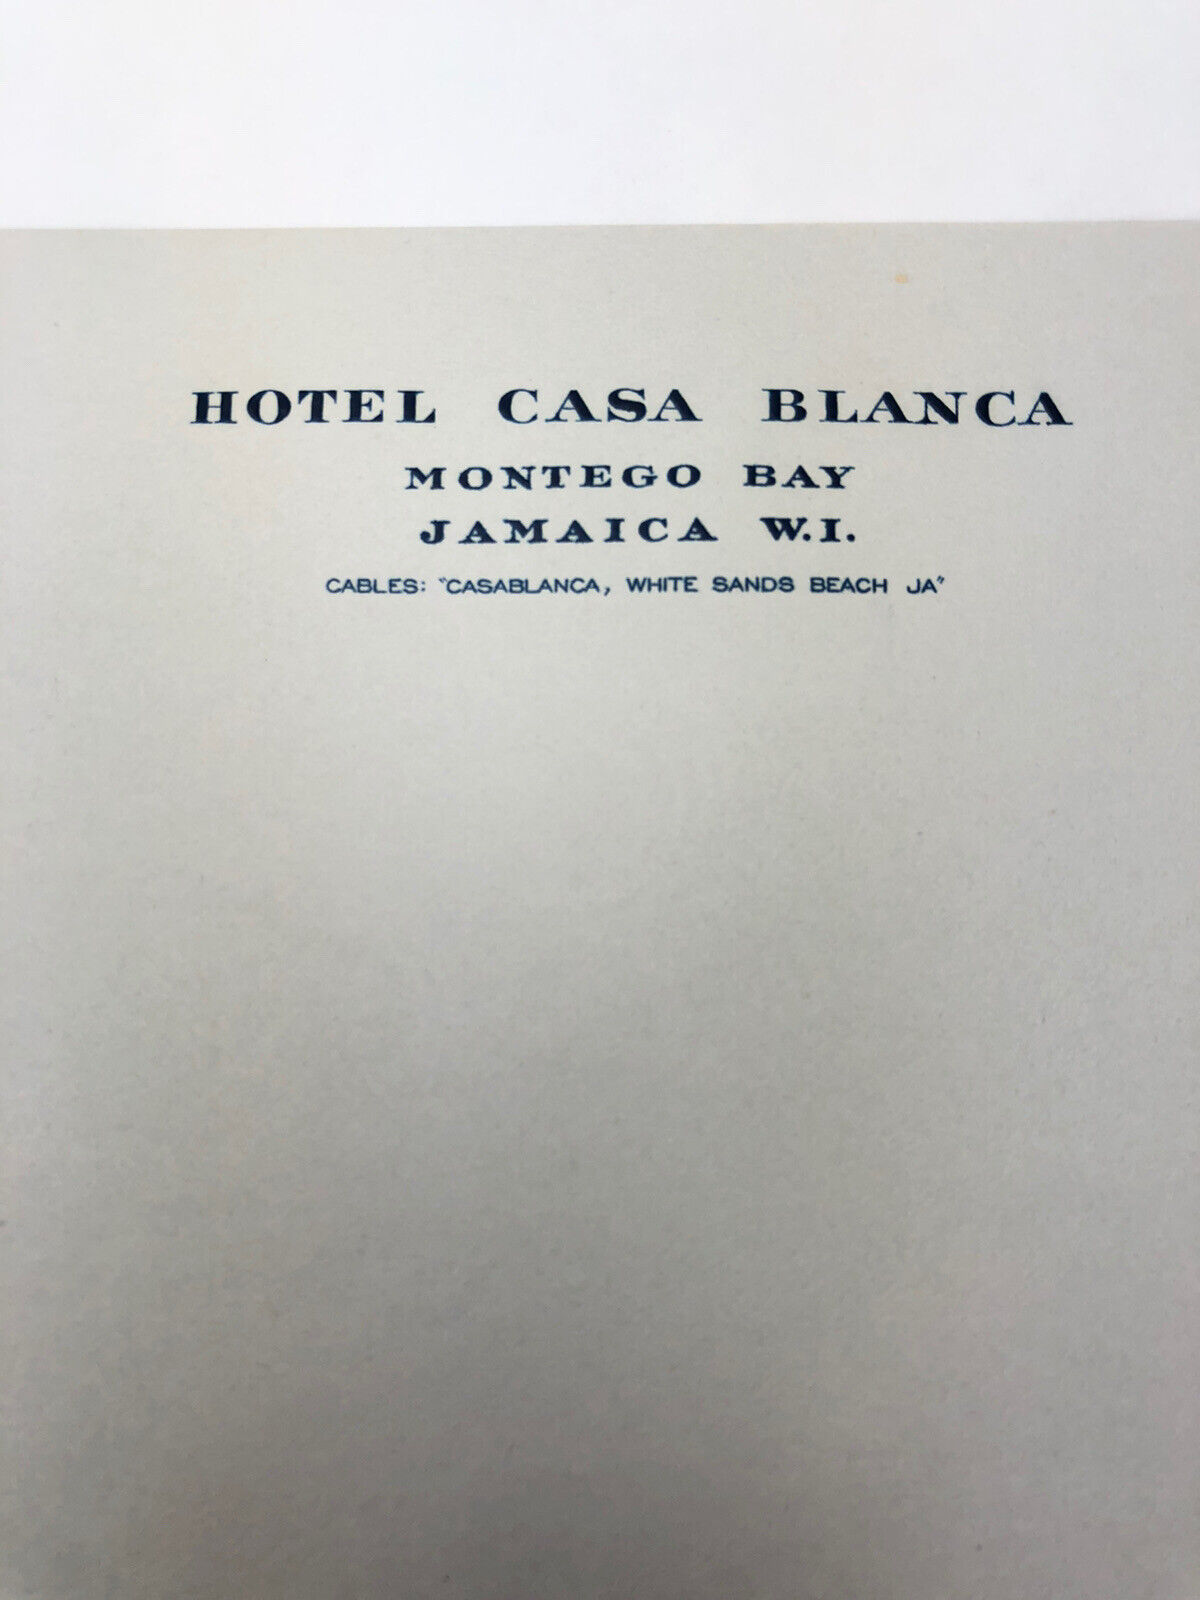 HOTEL CASA BLANCA
MONTEGO BAY
JAMAICA W.I.
CABLES: "CASABLANCA, WHITE SANDS BEACH JA"